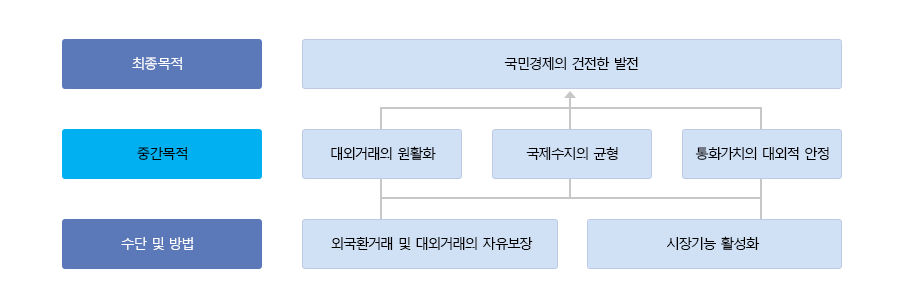 최종목적
국민경제의 건전한 발전
중간목적
대외거래의 원활화
국제수지의 균형
통화가치의 대외적 안정
수단 및 방법
외국환거래 및 대외거래의 자유보장
시장기능 활성화